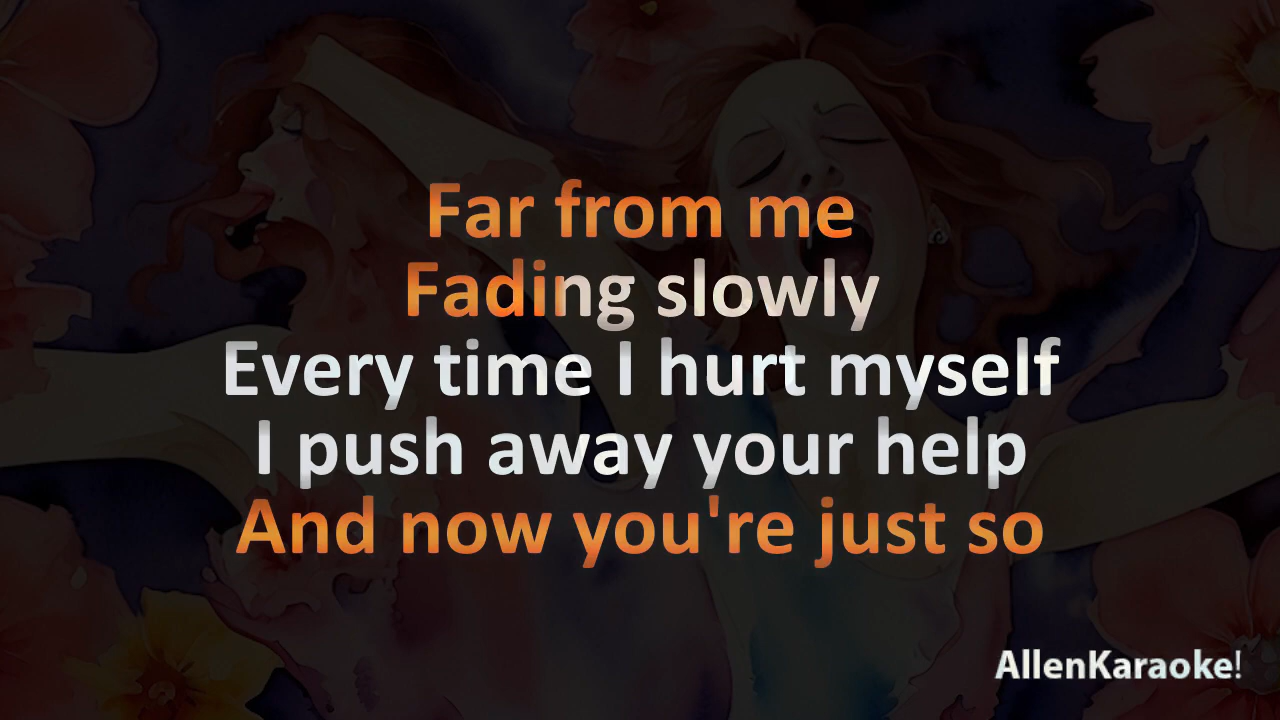 Far from me
Fading slowly
Every time I hurt myself
I push away your help
And now you're just so
AllenKaraoke!